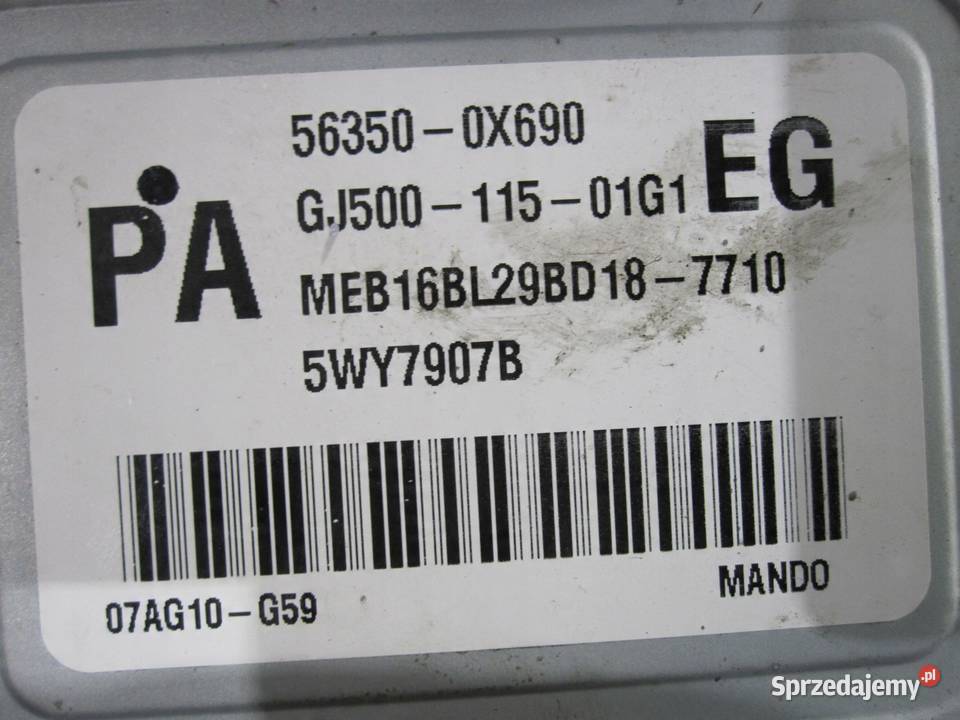 56350-0X690
GJ500-115-01G1
EG
PA
MEB16BL29BD18-7710
5WY7907B
07AG10-G59
MANDO
Sprzedajemy.pl